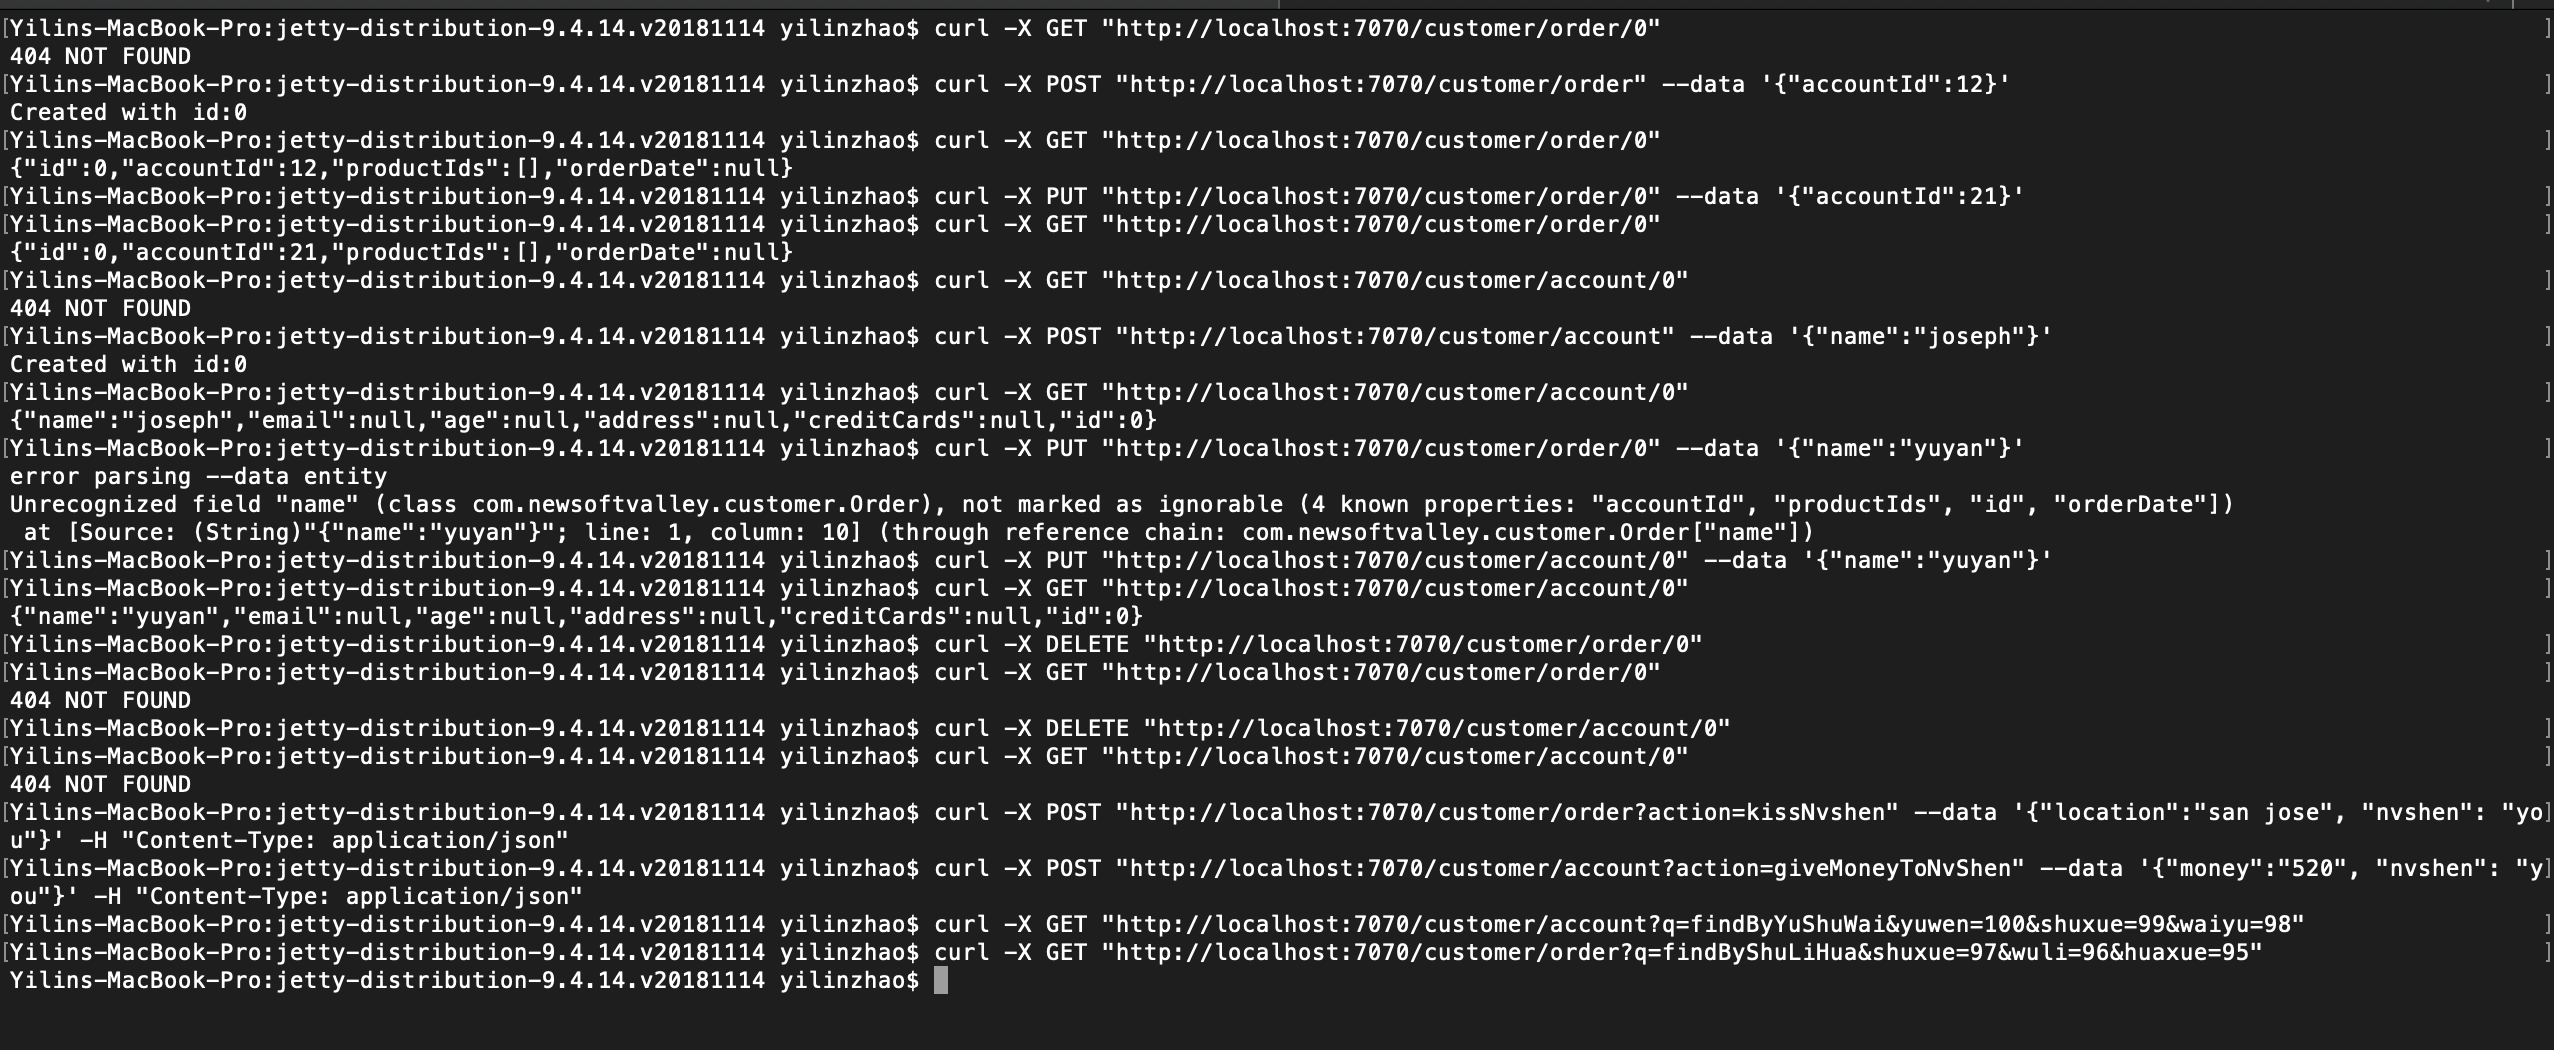 [Yilins-MacBook-Pro:jetty-distribution-9.4.14.v20181114 yilinzhao$ curl -X GET "http://localhost:7070/customer/order/0" ]
404 NOT FOUND
[Yilins-MacBook-Pro:jetty-distribution-9.4.14.v20181114 yilinzhao$ curl -X POST "http://localhost:7070/customer/order" --data '{"accountId":12}' ]
Created with id:0
[Yilins-MacBook-Pro:jetty-distribution-9.4.14.v20181114 yilinzhao$ curl -X GET "http://localhost:7070/customer/order/0" ]
{"id":0,"accountId":12,"productIds":[],"orderDate":null}
[Yilins-MacBook-Pro:jetty-distribution-9.4.14.v20181114 yilinzhao$ curl -X PUT "http://localhost:7070/customer/order/0" --data '{"accountId":21}' ]
[Yilins-MacBook-Pro:jetty-distribution-9.4.14.v20181114 yilinzhao$ curl -X GET "http://localhost:7070/customer/order/0" ]
{"id":0,"accountId":21,"productIds":[],"orderDate":null}
[Yilins-MacBook-Pro:jetty-distribution-9.4.14.v20181114 yilinzhao$ curl -X GET "http://localhost:7070/customer/account/0" ]
404 NOT FOUND
[Yilins-MacBook-Pro:jetty-distribution-9.4.14.v20181114 yilinzhao$ curl -X POST "http://localhost:7070/customer/account" --data '{"name":"joseph"}' ]
Created with id:0
[Yilins-MacBook-Pro:jetty-distribution-9.4.14.v20181114 yilinzhao$ curl -X GET "http://localhost:7070/customer/account/0" ]
{"name":"joseph","email":null,"age":null,"address":null,"creditCards":null,"id":0}
[Yilins-MacBook-Pro:jetty-distribution-9.4.14.v20181114 yilinzhao$ curl -X PUT "http://localhost:7070/customer/order/0" --data '{"name":"yuyan"}' ]
error parsing --data entity
Unrecognized field "name" (class com.newsoftvalley.customer.Order), not marked as ignorable (4 known properties: "accountId", "productIds", "id", "orderDate"])
 at [Source: (String)"{"name":"yuyan"}"; line: 1, column: 10] (through reference chain: com.newsoftvalley.customer.Order["name"])
[Yilins-MacBook-Pro:jetty-distribution-9.4.14.v20181114 yilinzhao$ curl -X PUT "http://localhost:7070/customer/account/0" --data '{"name":"yuyan"}' ]
[Yilins-MacBook-Pro:jetty-distribution-9.4.14.v20181114 yilinzhao$ curl -X GET "http://localhost:7070/customer/account/0" ]
{"name":"yuyan","email":null,"age":null,"address":null,"creditCards":null,"id":0}
[Yilins-MacBook-Pro:jetty-distribution-9.4.14.v20181114 yilinzhao$ curl -X DELETE "http://localhost:7070/customer/order/0" ]
[Yilins-MacBook-Pro:jetty-distribution-9.4.14.v20181114 yilinzhao$ curl -X GET "http://localhost:7070/customer/order/0" ]
404 NOT FOUND
[Yilins-MacBook-Pro:jetty-distribution-9.4.14.v20181114 yilinzhao$ curl -X DELETE "http://localhost:7070/customer/account/0" ]
[Yilins-MacBook-Pro:jetty-distribution-9.4.14.v20181114 yilinzhao$ curl -X GET "http://localhost:7070/customer/account/0" ]
404 NOT FOUND
[Yilins-MacBook-Pro:jetty-distribution-9.4.14.v20181114 yilinzhao$ curl -X POST "http://localhost:7070/customer/order?action=kissNvshen" --data '{"location":"san jose", "nvshen": "yo]
u"}' -H "Content-Type: application/json"
[Yilins-MacBook-Pro:jetty-distribution-9.4.14.v20181114 yilinzhao$ curl -X POST "http://localhost:7070/customer/account?action=giveMoneyToNvShen" --data '{"money":"520", "nvshen": "y]
ou"}' -H "Content-Type: application/json"
[Yilins-MacBook-Pro:jetty-distribution-9.4.14.v20181114 yilinzhao$ curl -X GET "http://localhost:7070/customer/account?q=findByYuShuWai&yuwen=100&shuxue=99&waiyu=98" ]
[Yilins-MacBook-Pro:jetty-distribution-9.4.14.v20181114 yilinzhao$ curl -X GET "http://localhost:7070/customer/order?q=findByShuLiHua&shuxue=97&wuli=96&huaxue=95" ]
Yilins-MacBook-Pro:jetty-distribution-9.4.14.v20181114 yilinzhao$